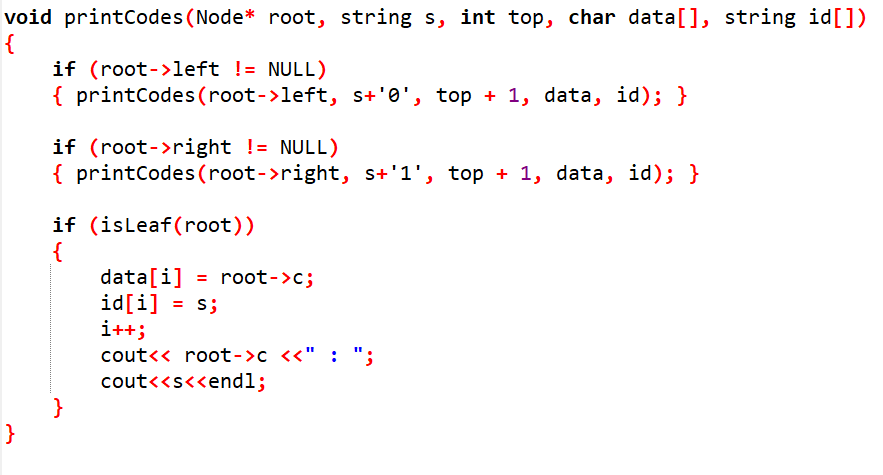 void printCodes(Node* root, string s, int top, char data[], string id[])
{
    if (root->left != NULL)
    { printCodes(root->left, s+'0', top + 1, data, id); }

    if (root->right != NULL)
    { printCodes(root->right, s+'1', top + 1, data, id); }

    if (isLeaf(root))
    {
        data[i] = root->c;
        id[i] = s;
        i++;
        cout<< root->c <<" : ";
        cout<<s<<endl;
    }
}